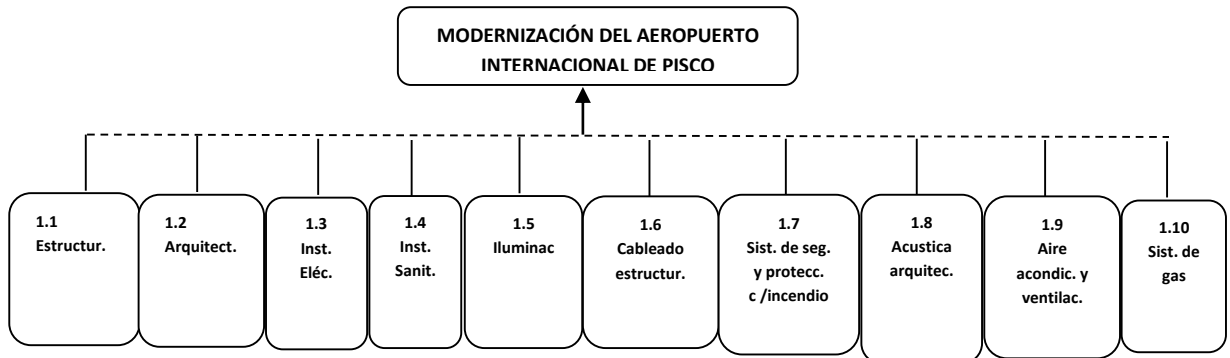 MODERNIZACIÓN DEL AEROPUERTO
INTERNACIONAL DE PISCO
1.1
Estructur.
1.2
Arquitect.
1.3
Inst.
Eléc.
1.4
Inst.
Sanit.
1.5
Iluminac
1.6
Cableado
estructur.
1.7
Sist. de seg.
y protecc.
c /incendio
1.8
Acustica
arquitec.
1.9
Aire
acondic. y
ventilac.
1.10
Sist. de
gas